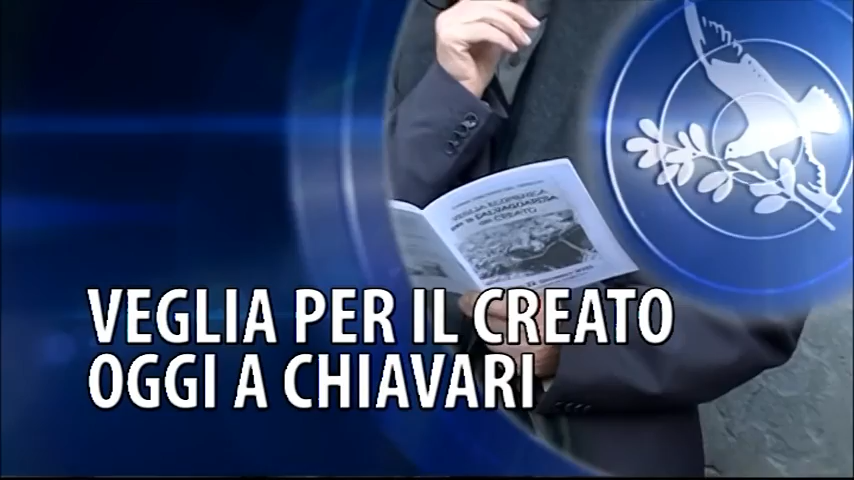 VEGLIA ECUMENICA
per la SALVAGUARDIA
del CREATO
VEGLIA PER IL CREATO
OGGI A CHIAVARI